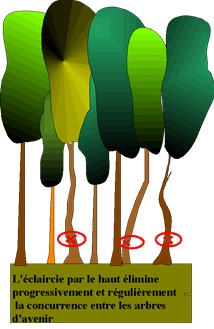 L'éclaircie par le haut élimine
progressivement et régulièrement
la concurrence entre les arbres
d'avenir